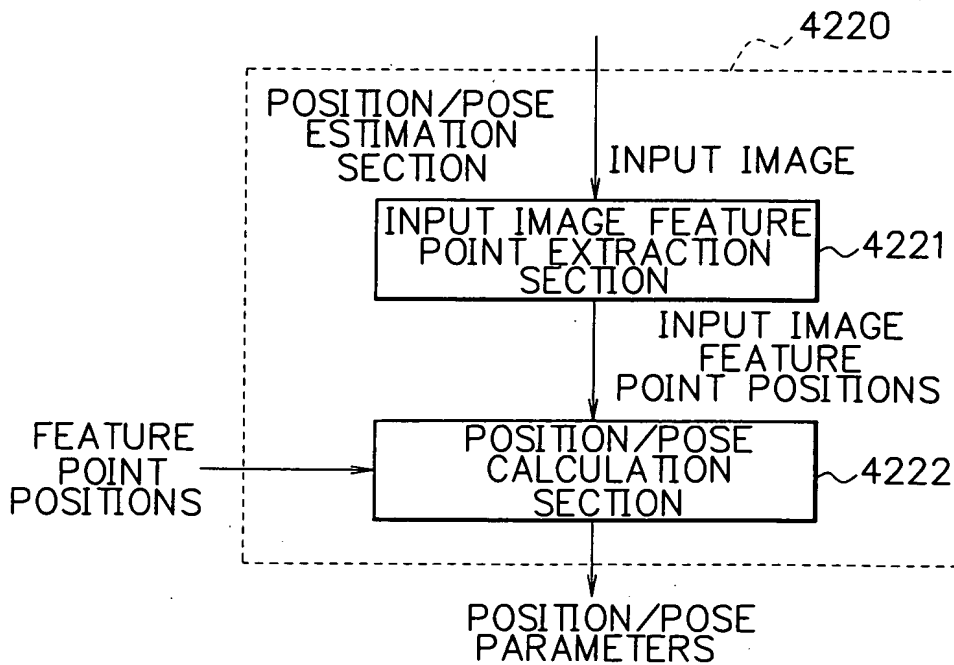 4220
POSITION/POSE
ESTIMATION
SECTION
INPUT IMAGE
INPUT IMAGE FEATURE
POINT EXTRACTION
SECTION
4221
INPUT IMAGE
FEATURE
POINT POSITIONS
FEATURE
POINT
POSITIONS
POSITION/POSE
CALCULATION
SECTION
4222
POSITION/POSE
PARAMETERS